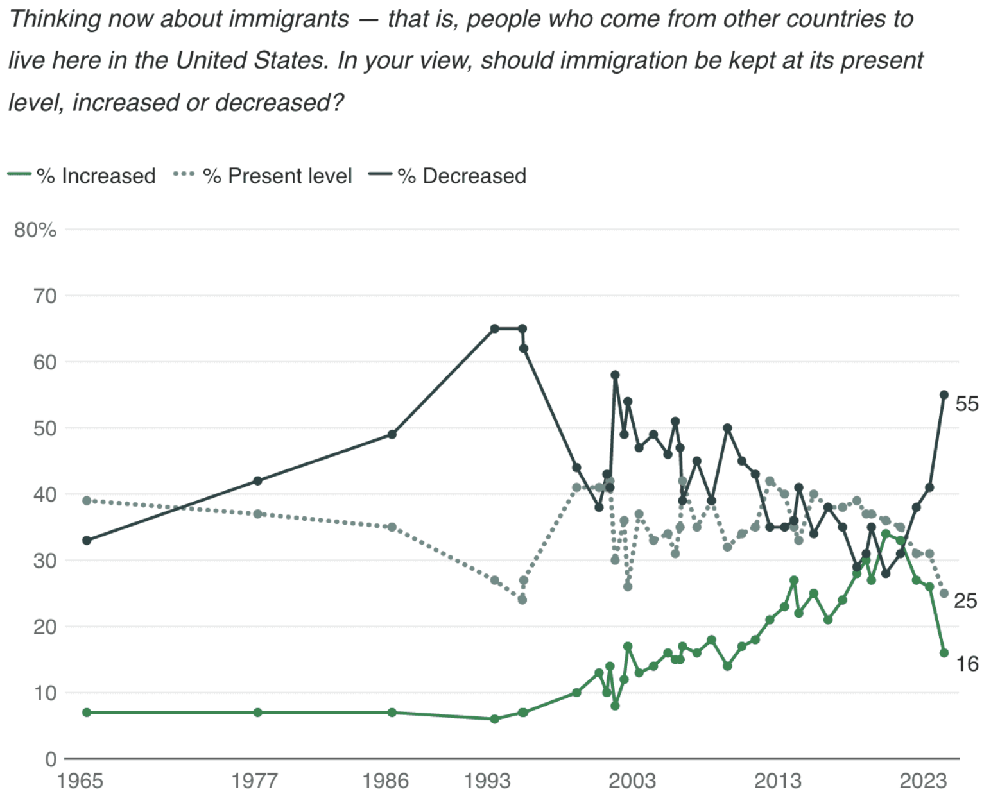 Thinking now about immigrants — that is, people who come from other countries to
live here in the United States. In your view, should immigration be kept at its present
level, increased or decreased?
% Increased % Present level % Decreased
80%
70
60
50
40
30
20
10
0
55
25
16
1965 1977 1986 1993 2003 2013 2023